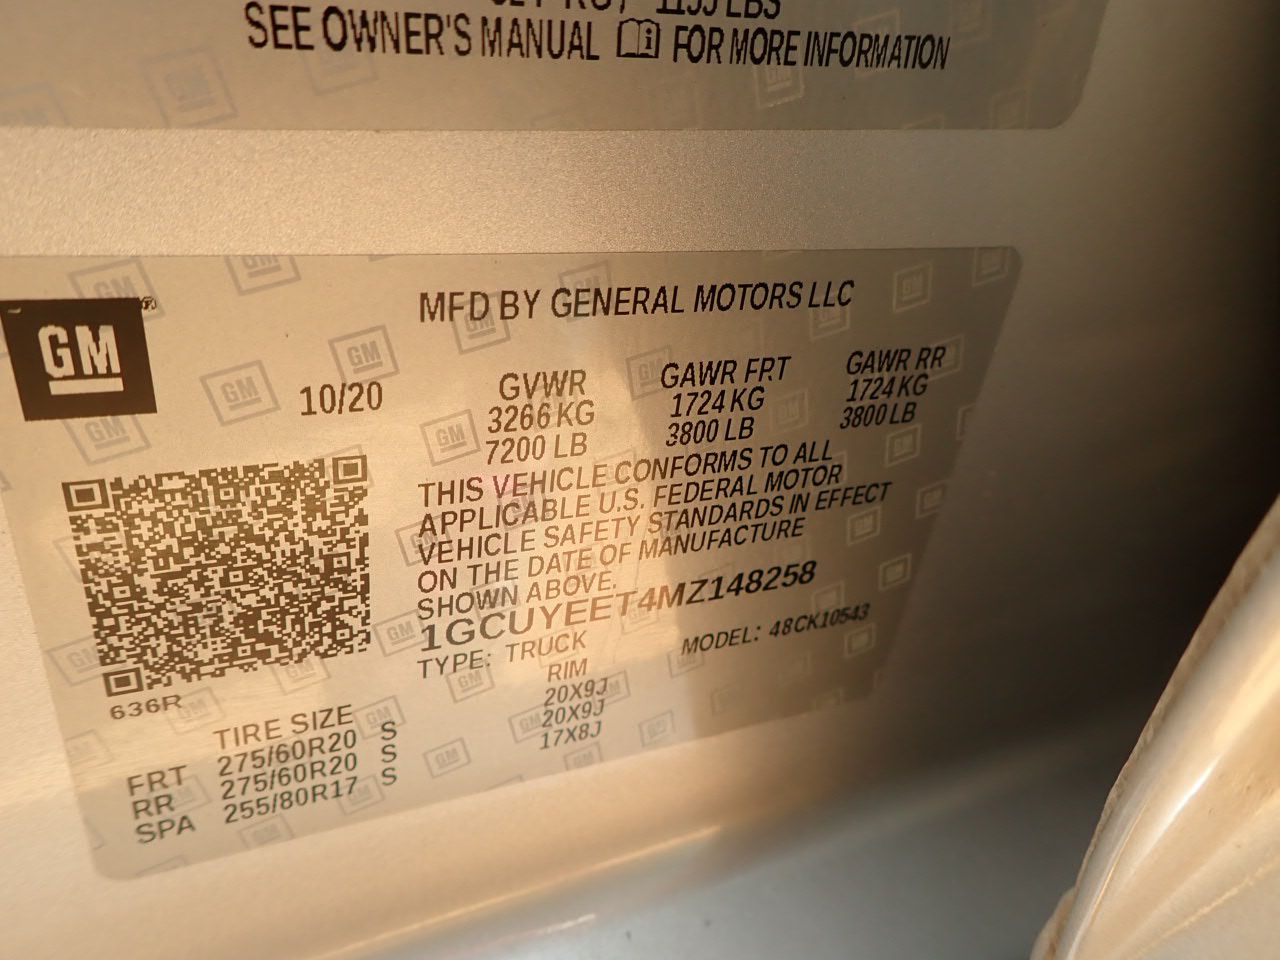 1155 LBS
SEE OWNER'S MANUAL i FOR MORE INFORMATION
GM ®
MFD BY GENERAL MOTORS LLC
10/20
GVWR GAWR FRT GAWR RR
3266 KG 1724 KG 1724 KG
7200 LB 3800 LB 3800 LB
THIS VEHICLE CONFORMS TO ALL
APPLICABLE U.S. FEDERAL MOTOR
VEHICLE SAFETY STANDARDS IN EFFECT
ON THE DATE OF MANUFACTURE
SHOWN ABOVE.
1GCUYEET4MZ148258
TYPE: TRUCK MODEL: 48CK10543
636R
TIRE SIZE RIM
FRT 275/60R20 S 20X9J
RR 275/60R20 S 20X9J
SPA 255/80R17 S 17X8J